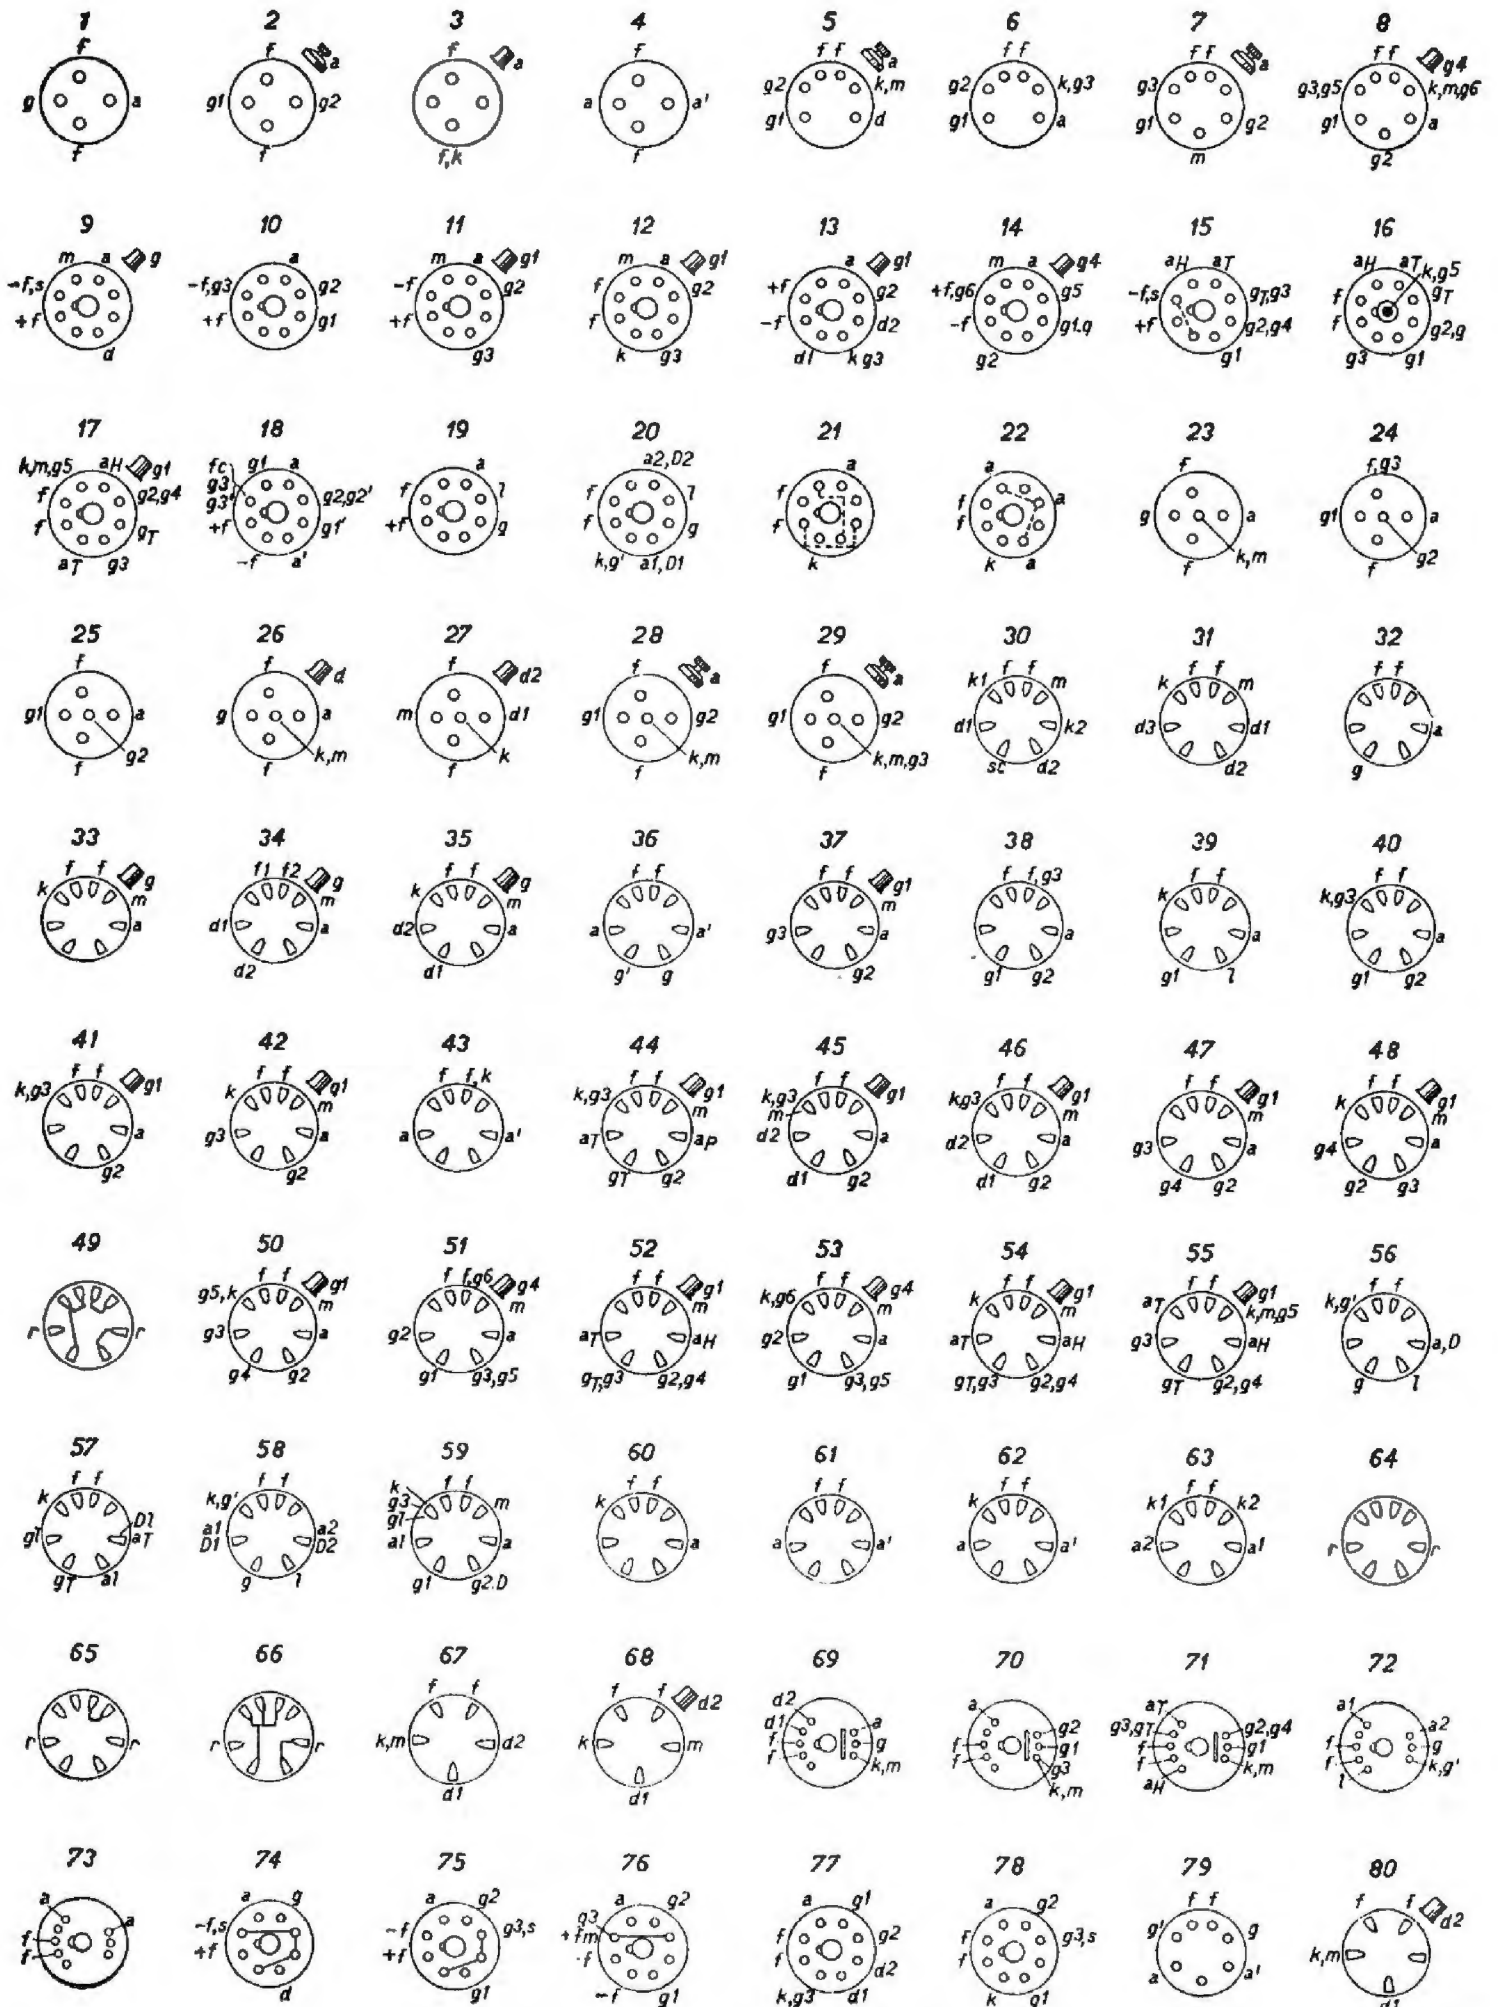 1 2 3 4 5 6 7 8
f f f f f f f f f f f f
a a a g4
g a g1 g2 a a' g2 k,m g2 k,g3 g3 g3,g5 k,m,g6
g1 d g1 a g1 g2 g1 a
f f f,k f m g2
9 10 11 12 13 14 15 16
m a g a m a g1 m a g1 a g1 m a g4 aH aT aH aT
-f,s -f,g3 g2 -f g2 f g2 +f g2 +f,g6 g5 -f,s gT,g3 f k,g5 gT
+f +f g1 +f f -f d2 -f g1 +f g2,g4 f g2,g
d g3 k g3 d1 k g3 g2 g1 g3 g1
17 18 19 20 21 22 23 24
k,m,g5 aH g1 fc g1 a a a2,D2 a a f f,g3
f g2,g4 g3 g2,g2' f l f l f f a g a g1 a
f gT g3' +f g1' +f g f g f f k,m g2
aT g3 -f a' k,g' a1,D1 k k a f f
25 26 27 28 29 30 31 32
f f d f d2 f a f a k1 f f m k f f m f f
g1 a g a m d1 g1 g2 g1 g2 d1 k2 d3 d1 a
g2 k,m k k,m k,m,g3 sc d2 d2 g
f f f f f
33 34 35 36 37 38 39 40
f f g f1 f2 g f f g f f f f g1 f f,g3 f f f f
k m m k m m k k,g3
a d1 a d2 a a a' g3 a a a a
d2 d1 g' g g2 g1 g2 g1 l g1 g2
41 42 43 44 45 46 47 48
f f g1 f f g1 f f,k f f g1 f f g1 f f g1 f f g1 f f g1
k,g3 k m k,g3 m k,g3 m k,g3 m m k m
a g3 a a a' aT ap d2 a d2 a g3 a g4 a
g2 g2 gT g2 d1 g2 d1 g2 g4 g2 g2 g3
49 50 51 52 53 54 55 56
f f g1 f f,g6 g4 f f g1 f f g4 f f g1 f f g1 f f
g5,k m m m k,g6 m k m aT k,m,g5 k,g'
r r g3 a g2 a aT aH g2 a aT aH g3 aH a,D
g4 g2 g1 g3,g5 gT,g3 g2,g4 g1 g3,g5 gT,g3 g2,g4 gT g2,g4 g l
57 58 59 60 61 62 63 64
f f f f f f f f f f f f f f
k k,g' k g3 gl m k k k1 k2
gT Dl aT a1 D1 a2 D2 al a a a a' a a' a2 a1 r r
gT al g l g1 g2,D
65 66 67 68 69 70 71 72
f f f f d2 d2 a aT a1
r r r r k,m d2 k m d1 a g2 g3,gT g2,g4 a2
f g f g1 f g1 f g
f k,m f g3 f k,m f k,g'
d1 d1 k,m aH l
73 74 75 76 77 78 79 80
a a g a g2 a g2 a g1 a g2 f f f f d2
a -f,s -f g3,s g3 +fm f g2 f g3,s g' g k,m
f +f +f -f f d2 f a a'
f d g1 -f g1 k,g3 d1 k g1 d1